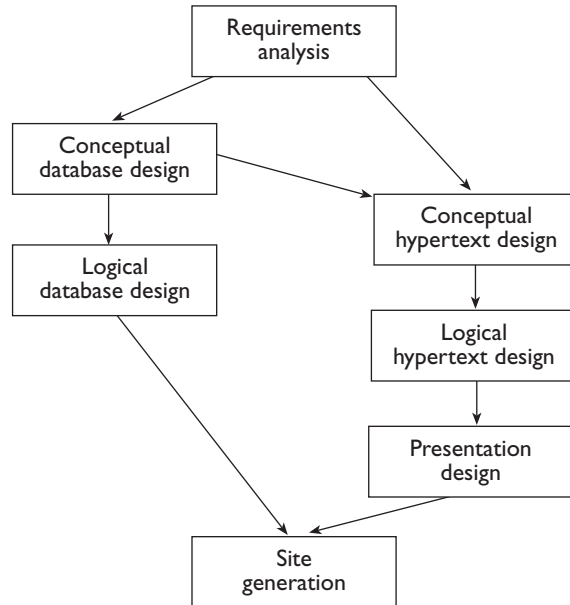 Requirements
analysis
Conceptual
database design
Conceptual
hypertext design
Logical
database design
Logical
hypertext design
Presentation
design
Site
generation